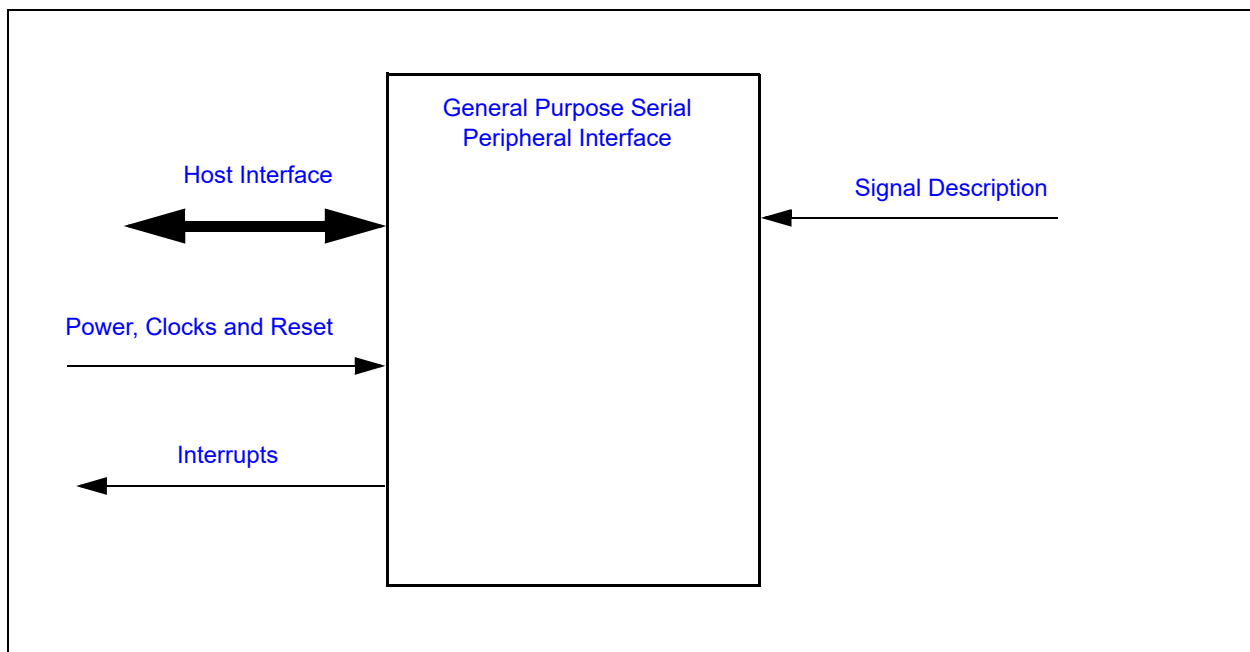 General Purpose Serial
Peripheral Interface
Host Interface
Signal Description
Power, Clocks and Reset
Interrupts